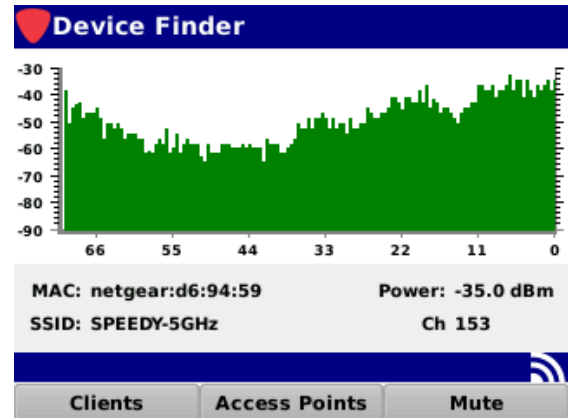 Device Finder
-30
-40
-50
-60
-70
-80
-90
66 55 44 33 22 11 0
MAC: netgear:d6:94:59 Power: -35.0 dBm
SSID: SPEEDY-5GHz Ch 153
Clients Access Points Mute